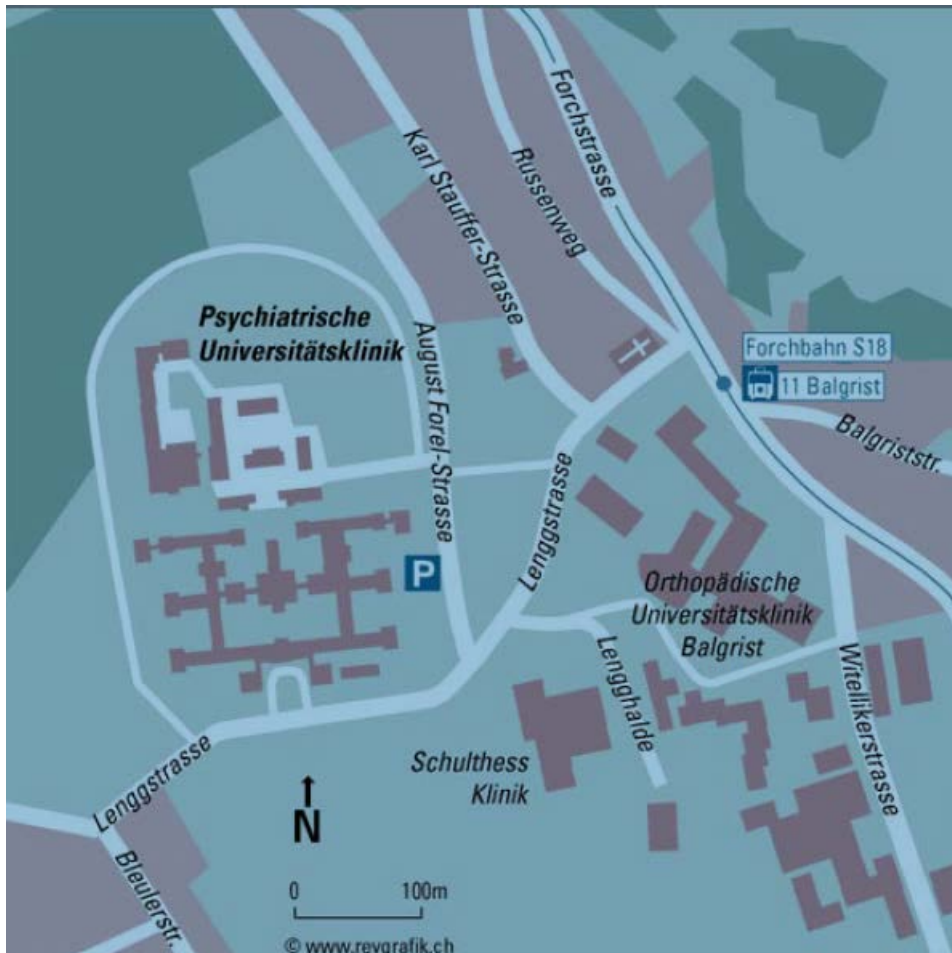 Forchstrasse
Karl Stauffer-Strasse
Russenweg
Psychiatrische
Universitätsklinik
August Forel-Strasse
Forchbahn S18
11 Balgrist
Balgriststr.
Lenggstrasse
P
Orthopädische
Universitätsklinik
Balgrist
Lengghalde
Witellikerstrasse
Schulthess
Klinik
Lenggstrasse
Bleulerstr.
N
0 100m
© www.revgrafik.ch